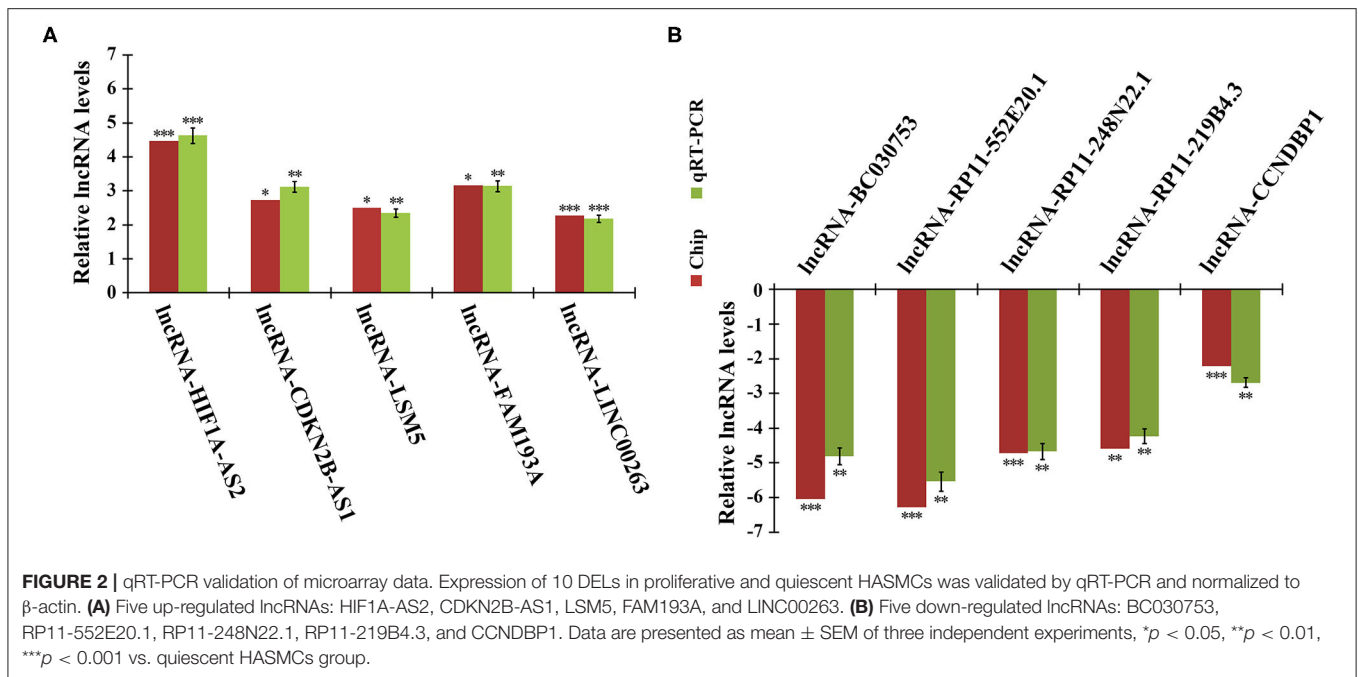 A
Relative lncRNA levels
7
6
5
4
3
2
1
0
*** ***
* **
* **
* **
*** ***
lncRNA-HIF1A-AS2
lncRNA-CDKN2B-AS1
lncRNA-LSM5
lncRNA-FAM193A
lncRNA-LINC00263
B
Chip
qRT-PCR
lncRNA-BC030753
lncRNA-RP11-552E20.1
lncRNA-RP11-248N22.1
lncRNA-RP11-219B4.3
lncRNA-CCNDBP1
Relative lncRNA levels
0
-1
-2
-3
-4
-5
-6
-7
*** **
*** **
*** **
** **
*** **
FIGURE 2 | qRT-PCR validation of microarray data. Expression of 10 DELs in proliferative and quiescent HASMCs was validated by qRT-PCR and normalized to
β-actin. (A) Five up-regulated lncRNAs: HIF1A-AS2, CDKN2B-AS1, LSM5, FAM193A, and LINC00263. (B) Five down-regulated lncRNAs: BC030753,
RP11-552E20.1, RP11-248N22.1, RP11-219B4.3, and CCNDBP1. Data are presented as mean ± SEM of three independent experiments, *p < 0.05, **p < 0.01,
***p < 0.001 vs. quiescent HASMCs group.